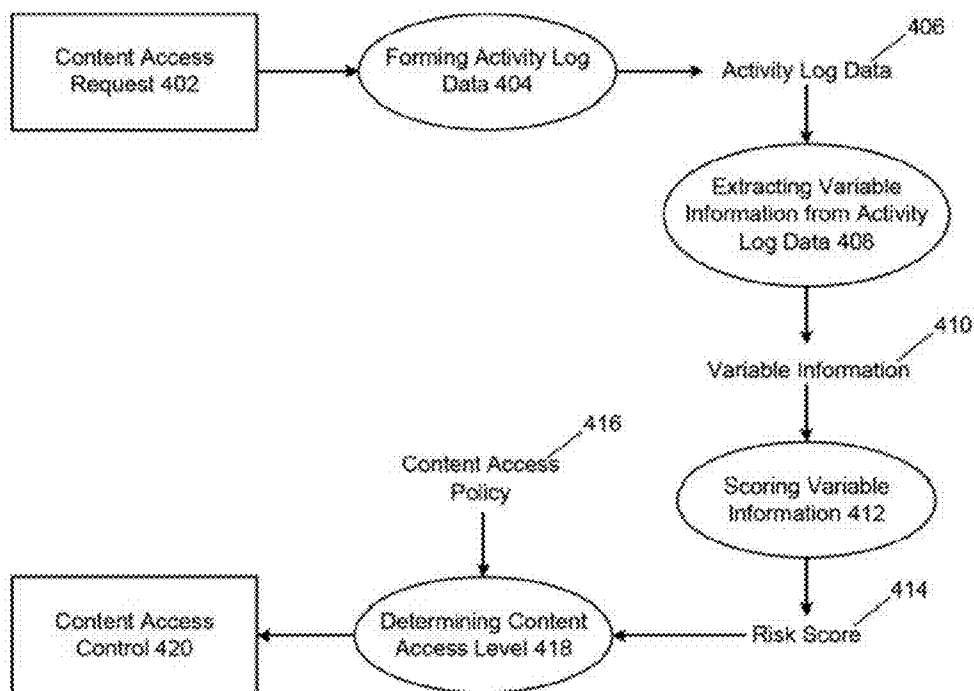 Content Access
Request 402
Forming Activity Log
Data 404
406
Activity Log Data
Extracting Variable
Information from Activity
Log Data 408
410
Variable Information
416
Content Access
Policy
Scoring Variable
Information 412
414
Content Access
Control 420
Determining Content
Access Level 418
Risk Score